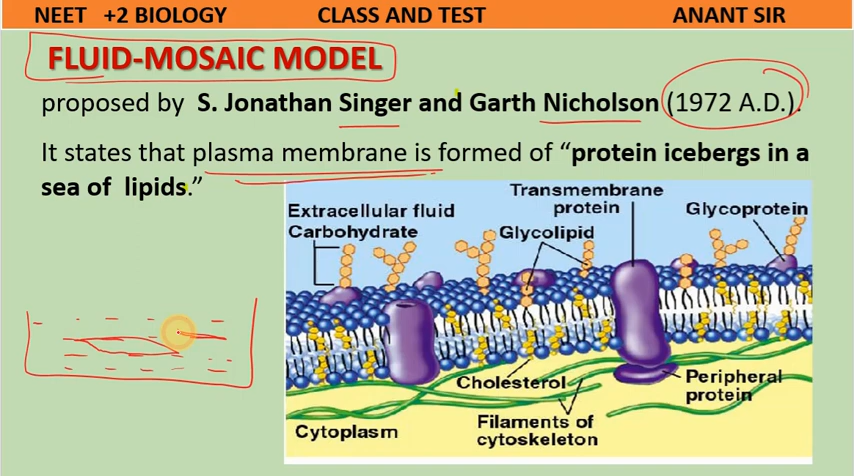 NEET +2 BIOLOGY CLASS AND TEST ANANT SIR
FLUID-MOSAIC MODEL
proposed by S. Jonathan Singer and Garth Nicholson (1972 A.D.).
It states that plasma membrane is formed of “protein icebergs in a
sea of lipids.”
Extracellular fluid
Carbohydrate
Glycolipid
Transmembrane
protein
Glycoprotein
Cholesterol
Peripheral
protein
Filaments of
cytoskeleton
Cytoplasm